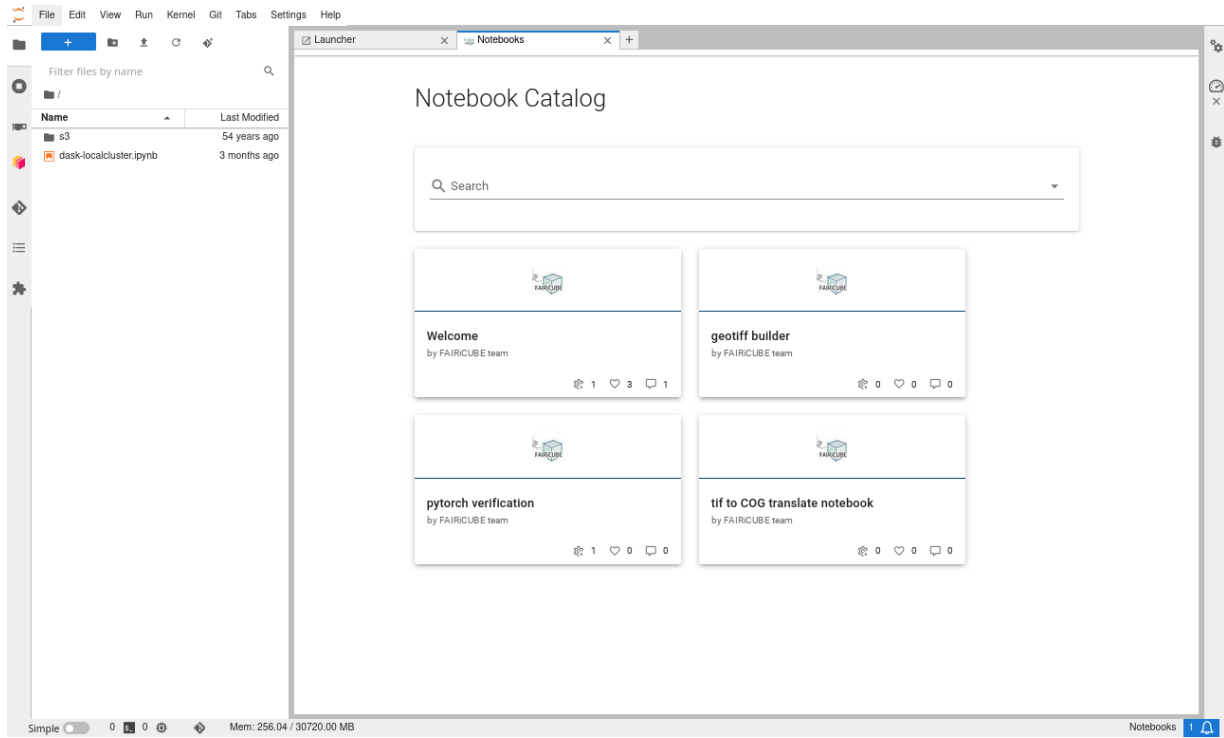 File Edit View Run Kernel Git Tabs Settings Help
+
Launcher
Notebooks
+
Filter files by name
/
Name Last Modified
s3 54 years ago
dask-localcluster.ipynb 3 months ago
Notebook Catalog
Search
FAIRiCUBE
Welcome
by FAIRiCUBE team
1 3 1
FAIRiCUBE
geotiff builder
by FAIRiCUBE team
0 0 0
FAIRiCUBE
pytorch verification
by FAIRiCUBE team
1 0 0
FAIRiCUBE
tif to COG translate notebook
by FAIRiCUBE team
0 0 0
Simple 0 0 Mem: 256.04 / 30720.00 MB Notebooks 1